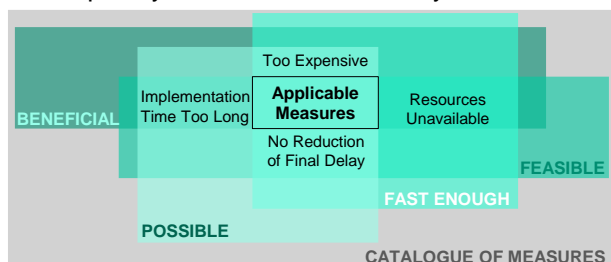 Too Expensive
Implementation
Time Too Long
Applicable
Measures
Resources
Unavailable
BENEFICIAL
No Reduction
of Final Delay
FEASIBLE
FAST ENOUGH
POSSIBLE
CATALOGUE OF MEASURES